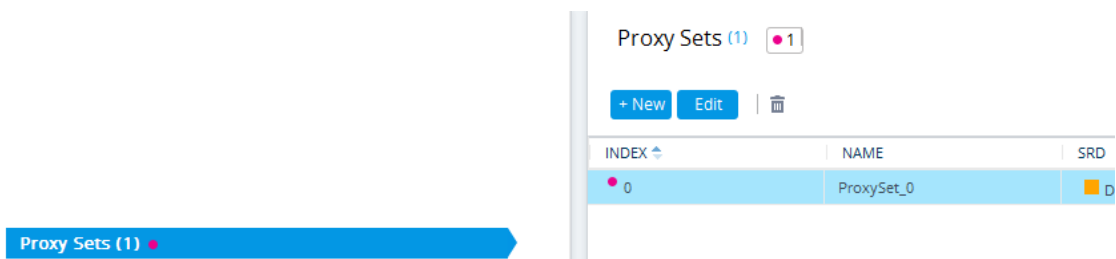 Proxy Sets (1) 1
+ New Edit
INDEX NAME SRD
0 ProxySet_0 D
Proxy Sets (1)